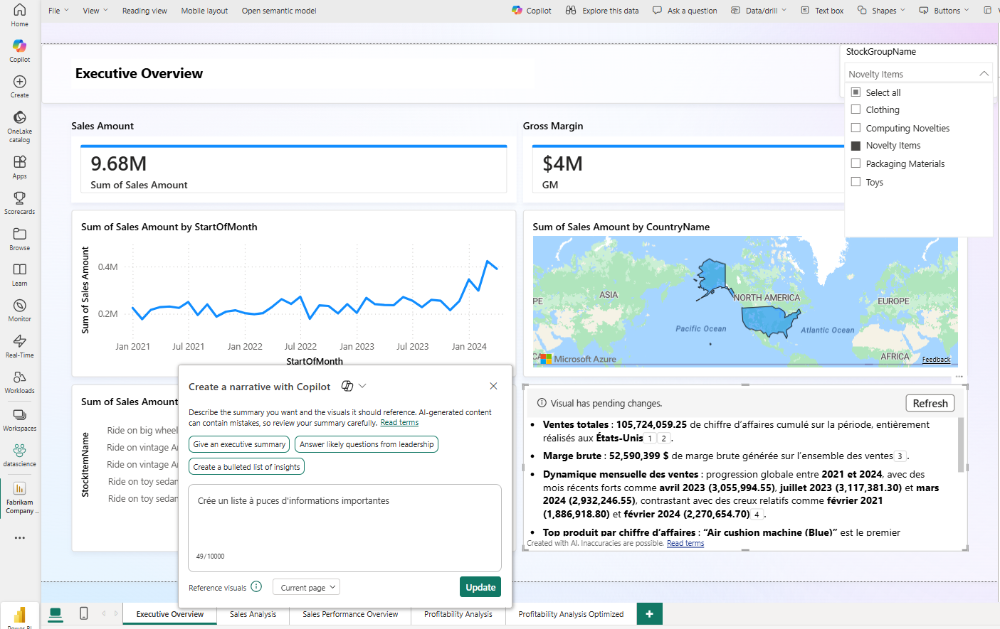 File
View
Reading view
Mobile layout
Open semantic model
Copilot
Explore this data
Ask a question
Data/drill
Text box
Shapes
Buttons
Home
Copilot
Create
OneLake
catalog
Apps
Scorecards
Browse
Learn
Monitor
Real-Time
Workloads
Workspaces
datascience
Fabrikam
Company ..
Power BI
Executive Overview
StockGroupName
Novelty Items
Select all
Clothing
Computing Novelties
Novelty Items
Packaging Materials
Toys
Sales Amount
9.68M
Sum of Sales Amount
Gross Margin
$4M
GM
Sum of Sales Amount by StartOfMonth
Sum of Sales Amount
0.4M
0.2M
Jan 2021
Jul 2021
Jan 2022
Jul 2022
Jan 2023
Jul 2023
Jan 2024
StartOfMonth
Sum of Sales Amount by CountryName
PE
ASIA
NORTH AMERICA
EUROPE
Pacific Ocean
Atlantic Ocean
CA
AFRICA
Microsoft Azure
Feedback
Sum of Sales Amount
StockItemName
Ride on big wheel
Ride on vintage A
Ride on vintage A
Ride on toy sedan
Ride on toy sedan
Create a narrative with Copilot
Describe the summary you want and the visuals it should reference. AI-generated content
can contain mistakes, so review your summary carefully. Read terms
Give an executive summary
Answer likely questions from leadership
Create a bulleted list of insights
Crée un liste à puces d'informations importantes
49/10000
Reference visuals
Current page
Update
Visual has pending changes.
Refresh
• Ventes totales : 105,724,059.25 de chiffre d’affaires cumulé sur la période, entièrement
réalisés aux États-Unis 1 2 .
• Marge brute : 52,590,399 $ de marge brute générée sur l’ensemble des ventes 3 .
• Dynamique mensuelle des ventes : progression globale entre 2021 et 2024, avec des
mois récents forts comme avril 2023 (3,055,994.55), juillet 2023 (3,117,381.30) et mars
2024 (2,932,246.55), contrastant avec des creux relatifs comme février 2021
(1,886,918.80) et février 2024 (2,270,654.70) 4 .
• Top produit par chiffre d’affaires : “Air cushion machine (Blue)” est le premier
Created with AI. Inaccuracies are possible. Read terms
Executive Overview
Sales Analysis
Sales Performance Overview
Profitability Analysis
Profitability Analysis Optimized